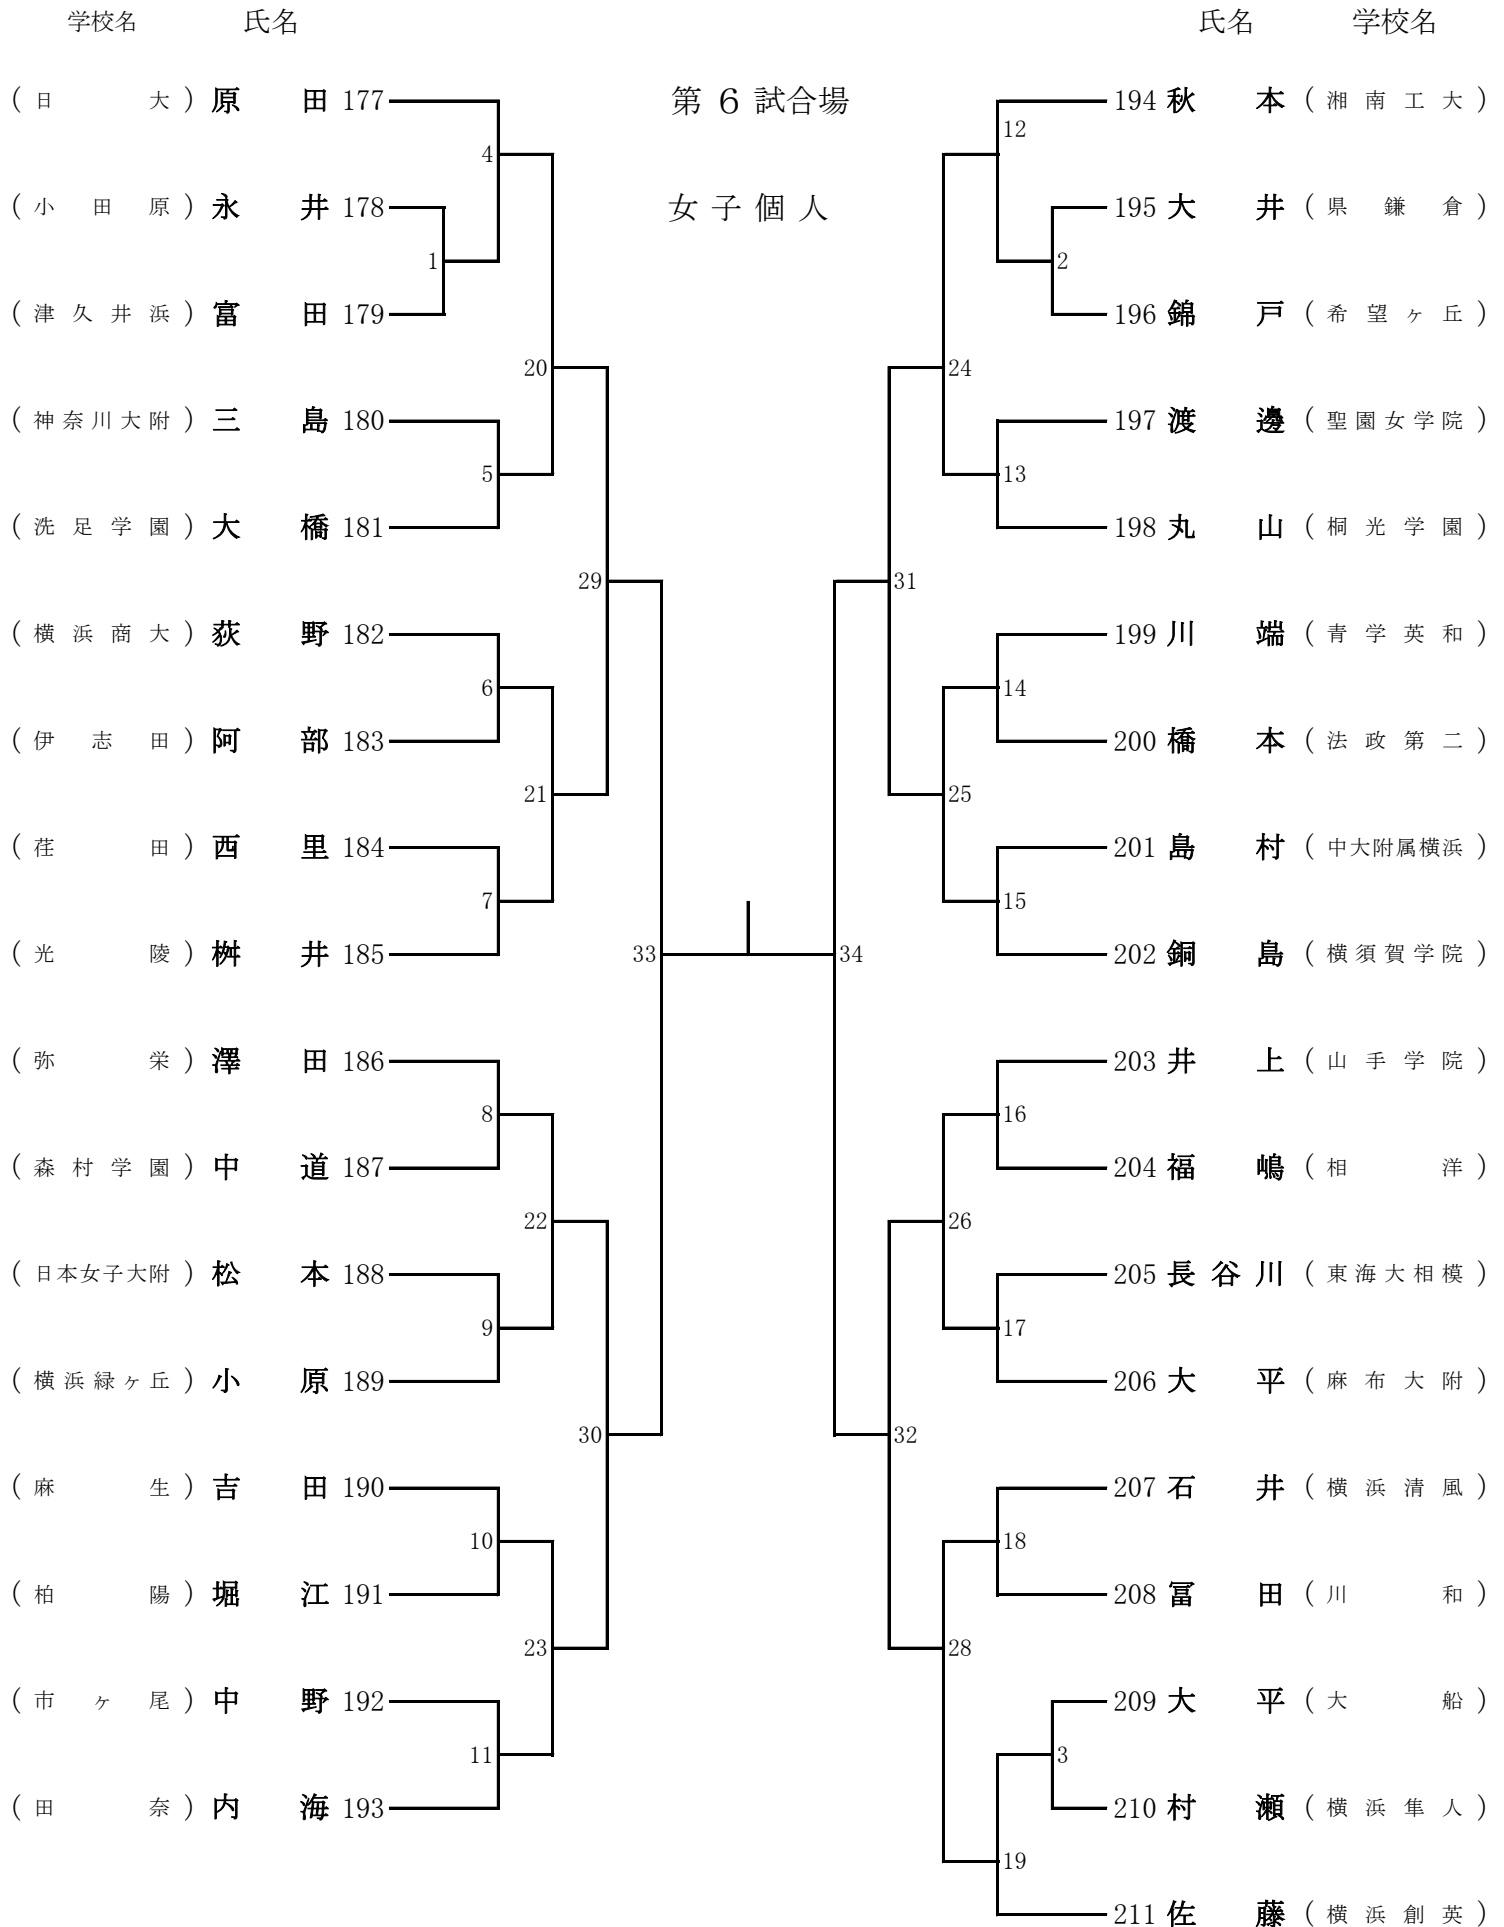 学校名 氏名 氏名 学校名
第 6 試合場
女子個人
(日大) 原田 177
4
(小田原) 永井 178
1
(津久井浜) 富田 179
20
(神奈川大附) 三島 180
5
(洗足学園) 大橋 181
29
(横浜商大) 荻野 182
6
(伊志田) 阿部 183
21
(荏田) 西里 184
7
(光陵) 桝井 185
33
(弥栄) 澤田 186
8
(森村学園) 中道 187
22
(日本女子大附) 松本 188
9
(横浜緑ヶ丘) 小原 189
30
(麻生) 吉田 190
10
(柏陽) 堀江 191
23
(市ヶ尾) 中野 192
11
(田奈) 内海 193
194 秋本 (湘南工大)
12
195 大井 (県鎌倉)
2
196 錦戸 (希望ヶ丘)
24
197 渡邊 (聖園女学院)
13
198 丸山 (桐光学園)
31
199 川端 (青学英和)
14
200 橋本 (法政第二)
25
201 島村 (中大附属横浜)
15
202 銅島 (横須賀学院)
34
203 井上 (山手学院)
16
204 福嶋 (相洋)
26
205 長谷川 (東海大相模)
17
206 大平 (麻布大附)
32
207 石井 (横浜清風)
18
208 冨田 (川和)
28
209 大平 (大船)
3
210 村瀬 (横浜隼人)
19
211 佐藤 (横浜創英)